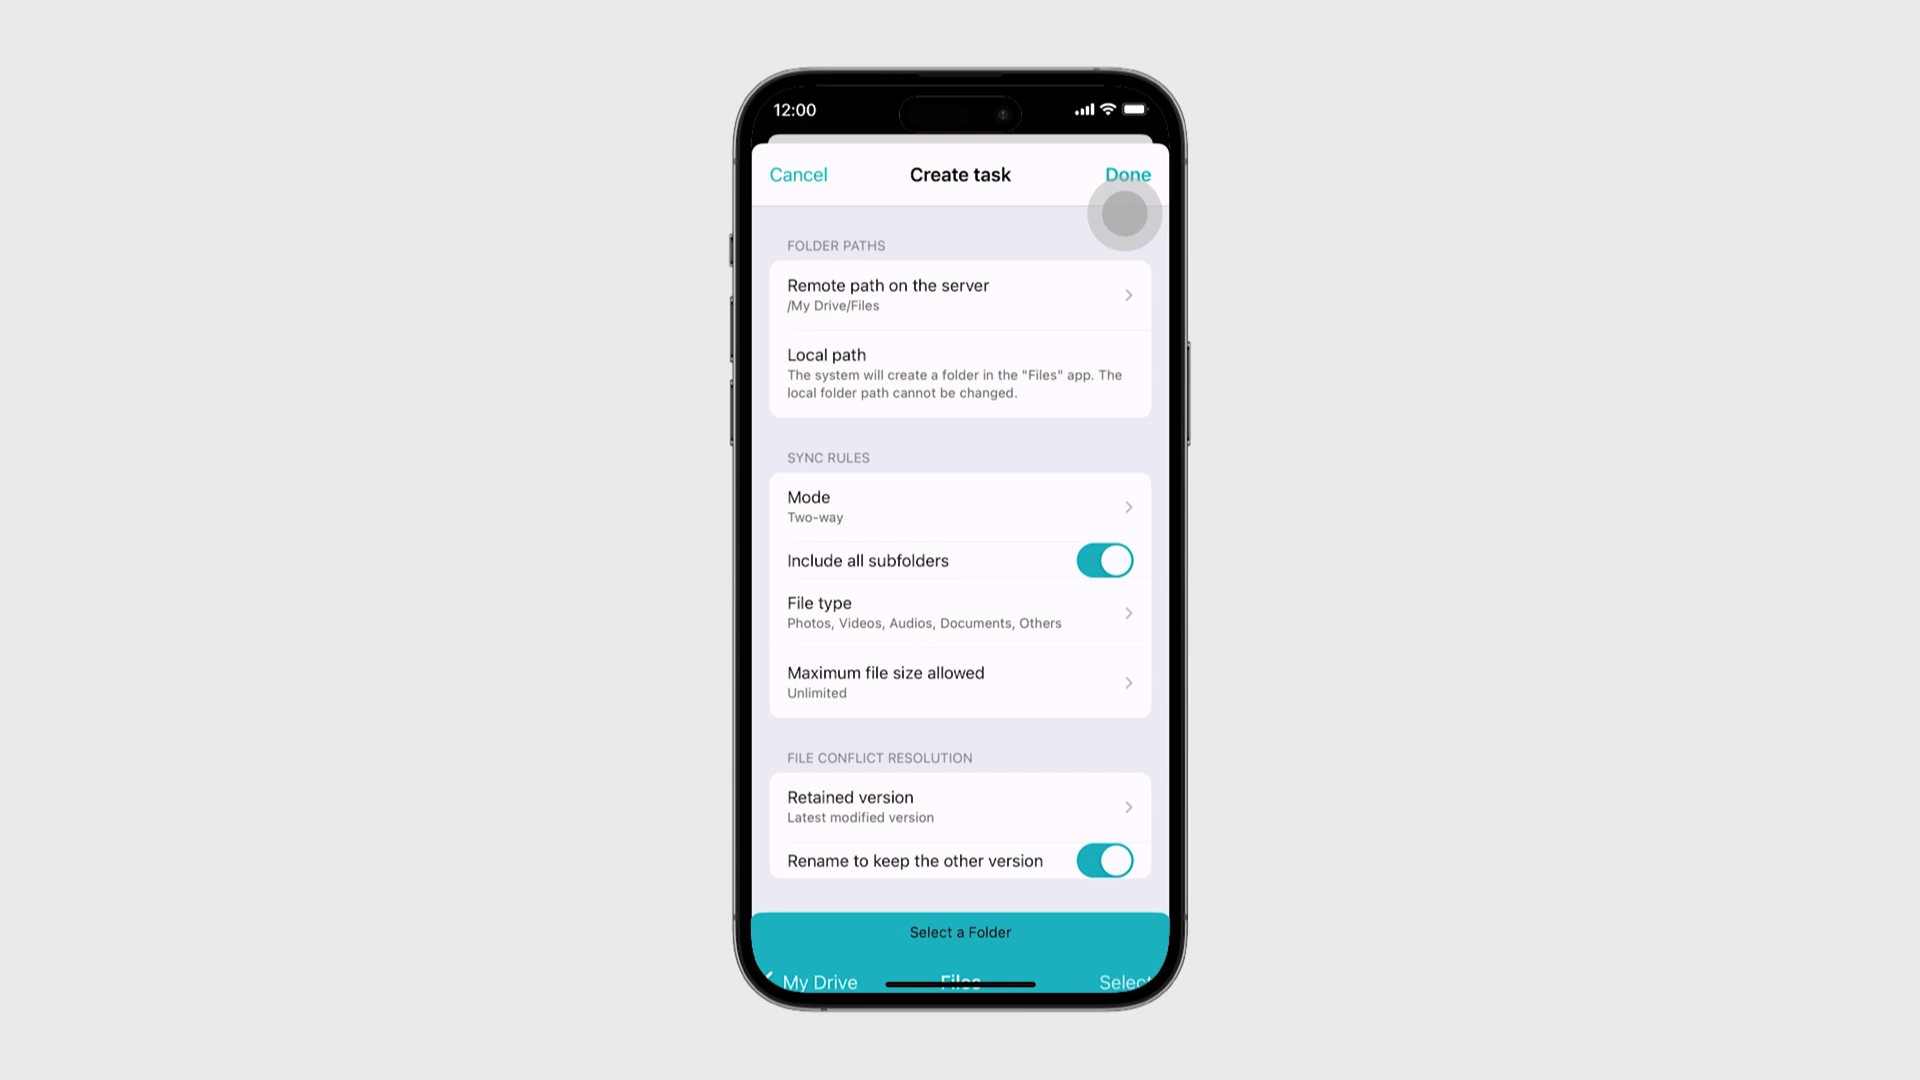 12:00
Cancel
Create task
Done
FOLDER PATHS
Remote path on the server
/My Drive/Files
Local path
The system will create a folder in the "Files" app. The
local folder path cannot be changed.
SYNC RULES
Mode
Two-way
Include all subfolders
File type
Photos, Videos, Audios, Documents, Others
Maximum file size allowed
Unlimited
FILE CONFLICT RESOLUTION
Retained version
Latest modified version
Rename to keep the other version
Select a Folder
My Drive
Files
Select